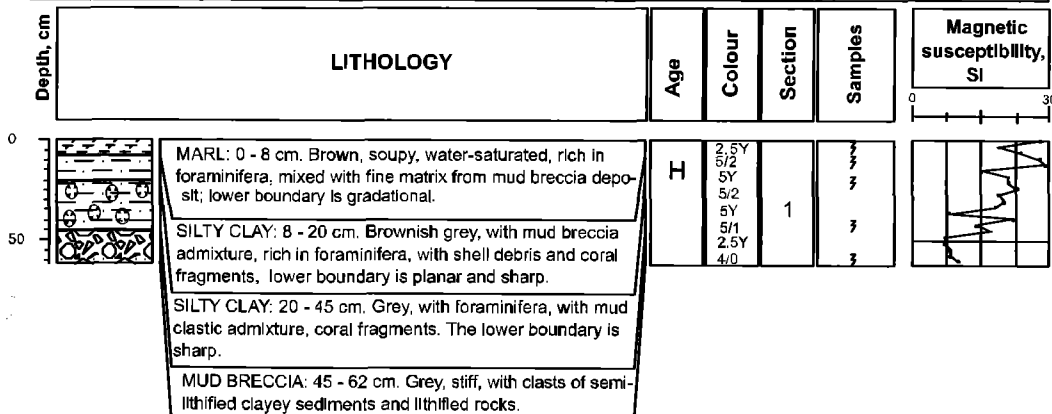 Depth, cm
LITHOLOGY
Age
Colour
Section
Samples
Magnetic
susceptibility,
SI
0
30
0
50
MARL: 0 - 8 cm. Brown, soupy, water-saturated, rich in
foraminifera, mixed with fine matrix from mud breccia depo-
sit; lower boundary is gradational.
SILTY CLAY: 8 - 20 cm. Brownish grey, with mud breccia
admixture, rich in foraminifera, with shell debris and coral
fragments, lower boundary is planar and sharp.
SILTY CLAY: 20 - 45 cm. Grey, with foraminifera, with mud
clastic admixture, coral fragments. The lower boundary is
sharp.
MUD BRECCIA: 45 - 62 cm. Grey, stiff, with clasts of semi-
lithified clayey sediments and lithified rocks.
H
2.5Y
5/2
5Y
5/2
5Y
5/1
2.5Y
4/0
1